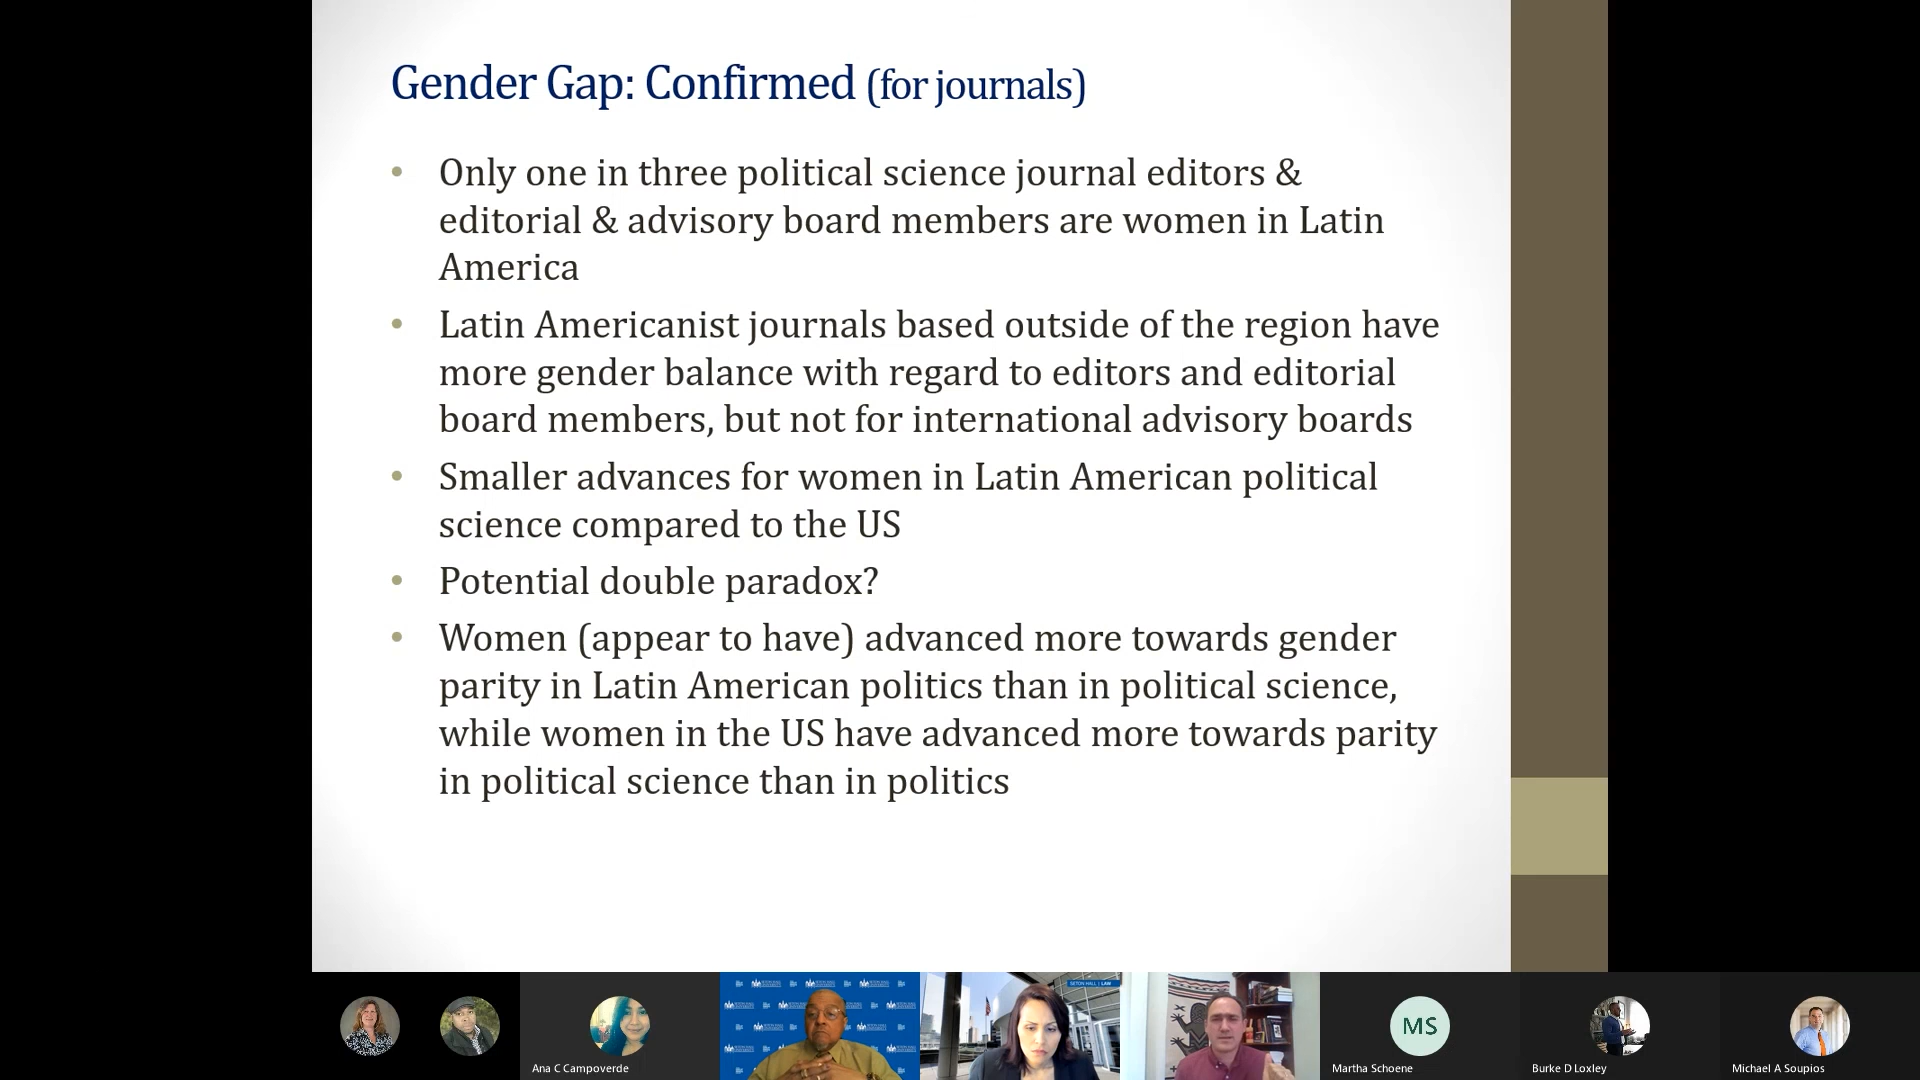 Gender Gap: Confirmed (for journals)
• Only one in three political science journal editors &
editorial & advisory board members are women in Latin
America
• Latin Americanist journals based outside of the region have
more gender balance with regard to editors and editorial
board members, but not for international advisory boards
• Smaller advances for women in Latin American political
science compared to the US
• Potential double paradox?
• Women (appear to have) advanced more towards gender
parity in Latin American politics than in political science,
while women in the US have advanced more towards parity
in political science than in politics
SETON HALL | LAW
MS
Ana C Campoverde
Martha Schoene
Burke D Loxley
Michael A Soupios